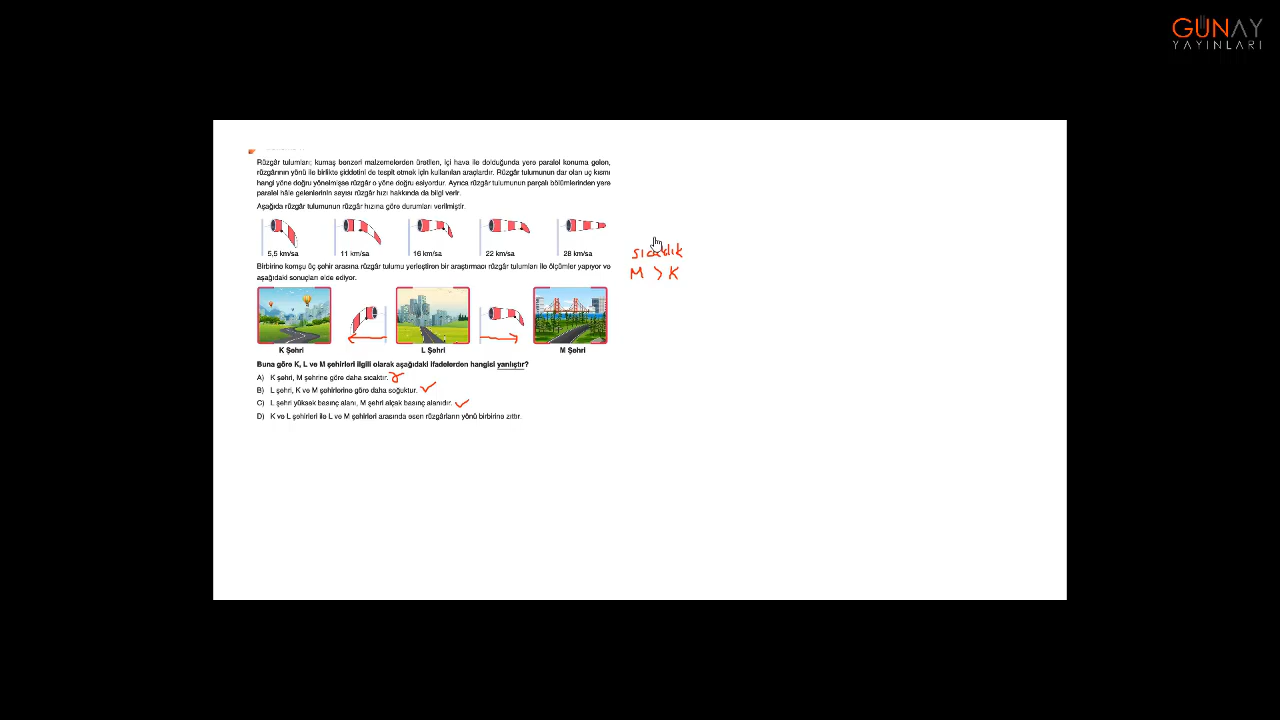 GÜNAY
YAYINLARI
Rüzgâr tulumları; kumaş benzeri malzemelerden üretilen, içi hava ile dolduğunda yere paralel konuma gelen,
rüzgârının yönü ile birlikte şiddetini de tespit etmek için kullanılan araçlardır. Rüzgâr tulumunun dar olan uç kısmı
hangi yöne doğru yönelmişse rüzgâr o yöne doğru esiyordur. Ayrıca rüzgâr tulumunun parçalı bölümlerinden yere
paralel hâle gelenlerinin sayısı rüzgâr hızı hakkında da bilgi verir.
Aşağıda rüzgâr tulumunun rüzgâr hızına göre durumları verilmiştir.
5,5 km/sa 11 km/sa 16 km/sa 22 km/sa 28 km/sa
Birbirine komşu üç şehir arasına rüzgâr tulumu yerleştiren bir araştırmacı rüzgâr tulumları ile ölçümler yapıyor ve
aşağıdaki sonuçları elde ediyor.
K Şehri L Şehri M Şehri
Buna göre K, L ve M şehirleri ilgili olarak aşağıdaki ifadelerden hangisi yanlıştır?
A) K şehri, M şehrine göre daha sıcaktır.
B) L şehri, K ve M şehirlerine göre daha soğuktur.
C) L şehri yüksek basınç alanı, M şehri alçak basınç alanıdır.
D) K ve L şehirleri ile L ve M şehirleri arasında esen rüzgârların yönü birbirine zıttır.
sıcaklık
M > K